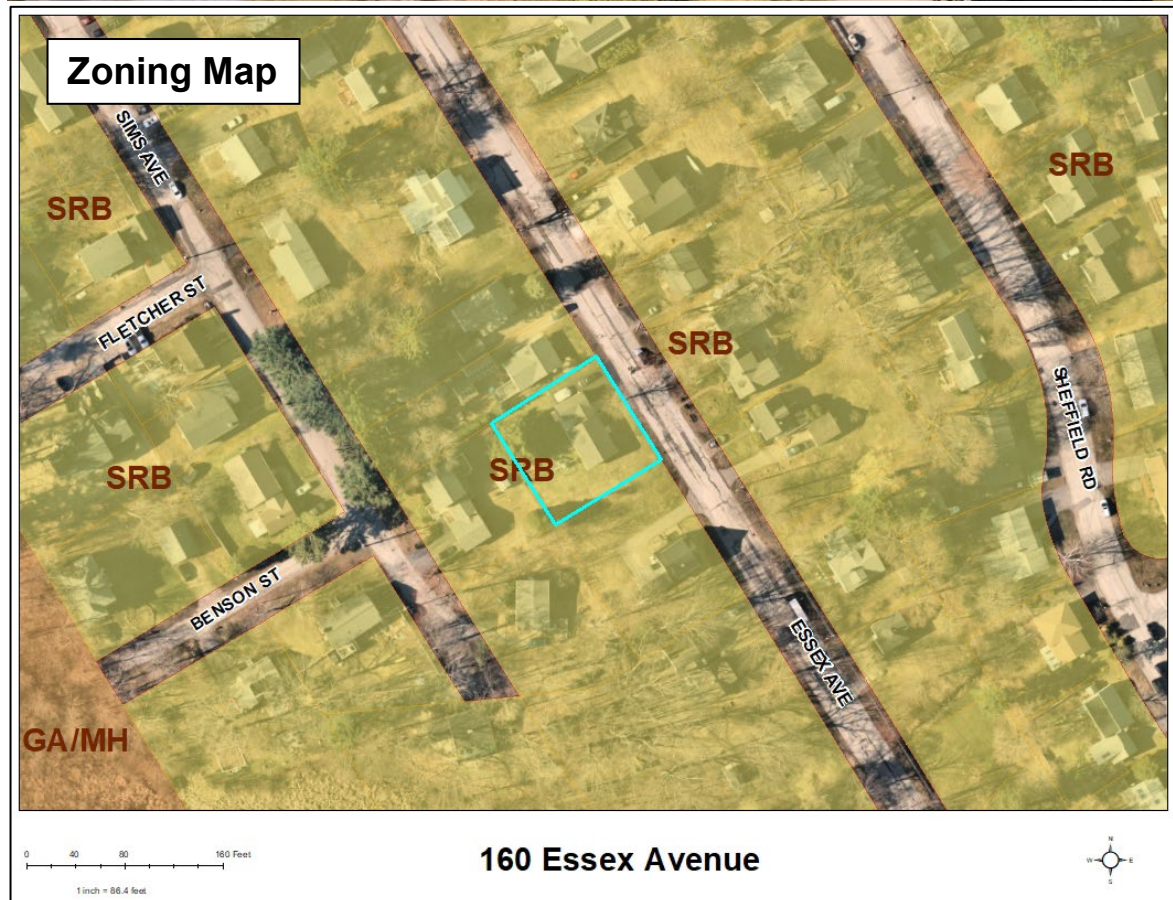 Zoning Map
SIMS AVE
SRB
SRB
FLETCHER ST
SRB
SHEFFIELD RD
SRB
SRB
BENSON ST
ESSEX AVE
GA/MH
0 40 80 160 Feet
1 inch = 86.4 feet
160 Essex Avenue
N
W E
S